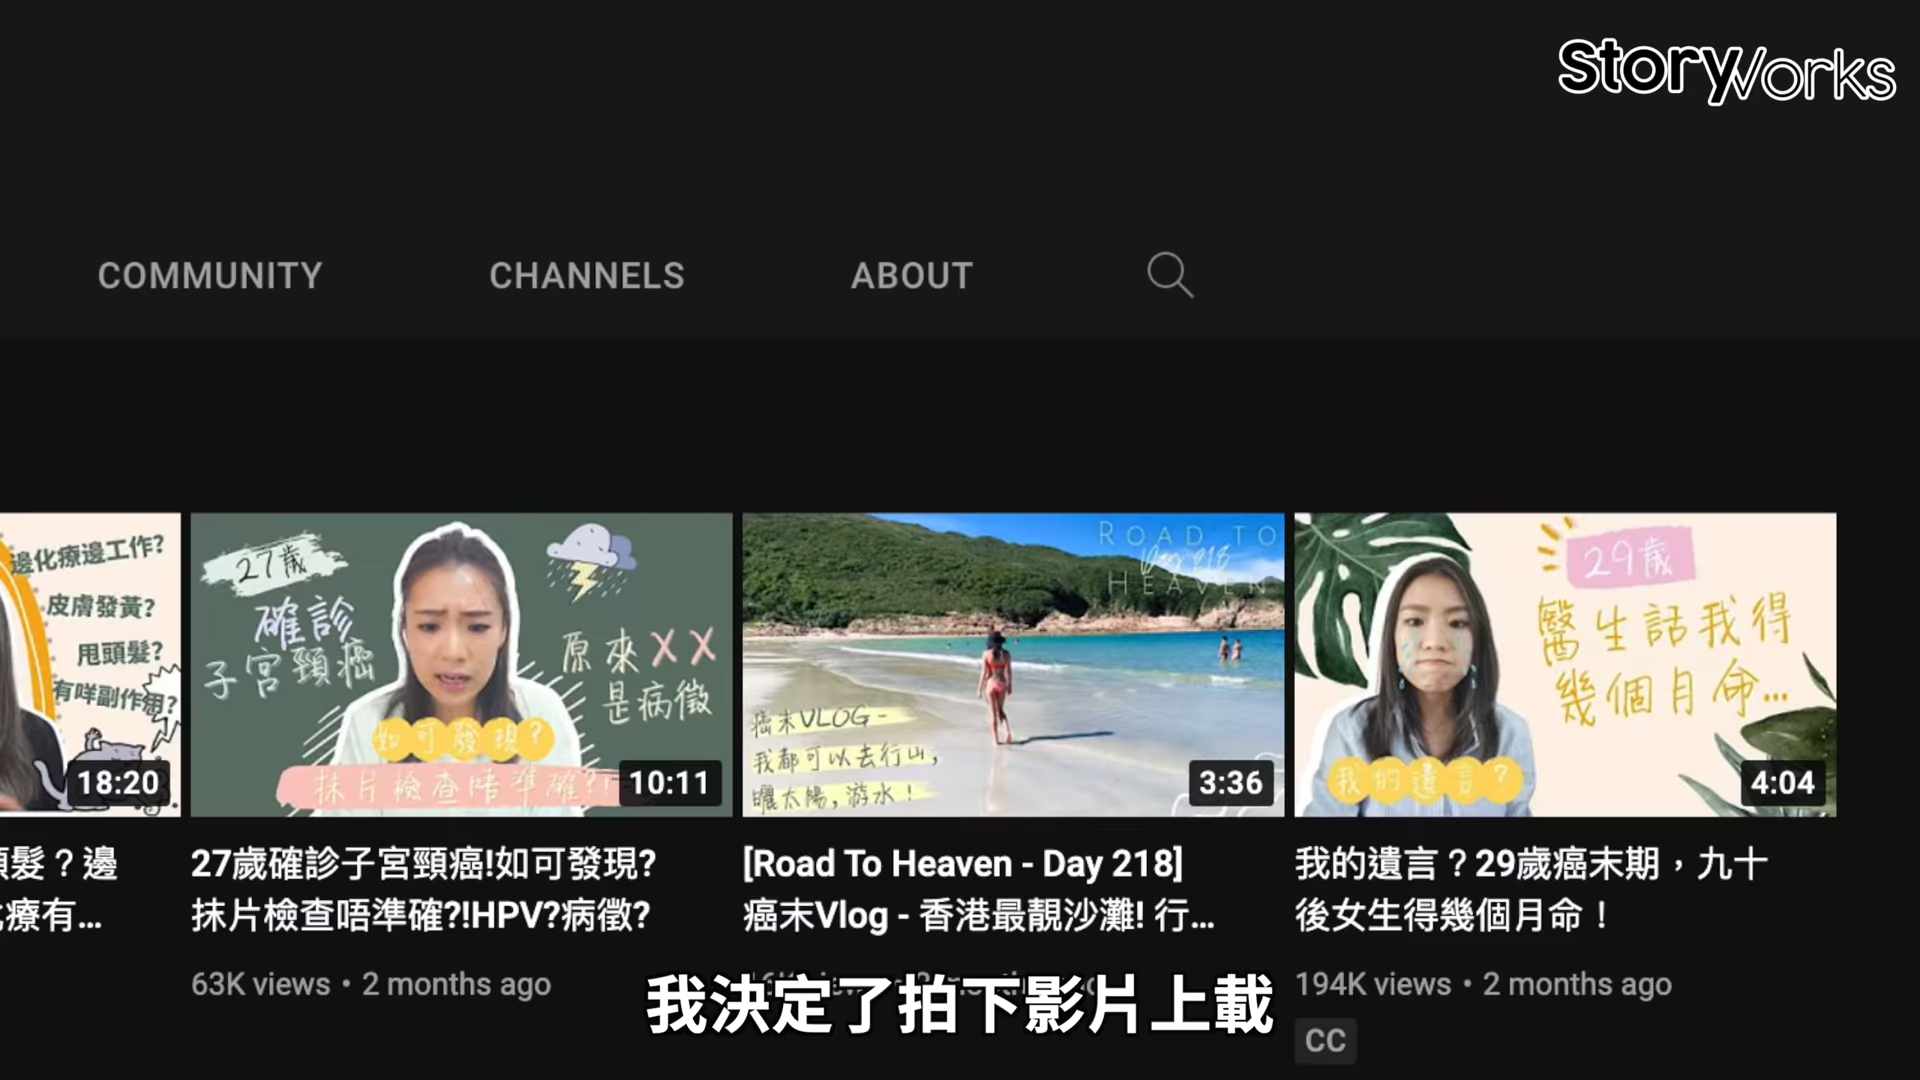 StoryWorks
COMMUNITY
CHANNELS
ABOUT
邊化療邊工作?
皮膚發黃?
甩頭髮?
有咩副作用?
18:20
27歲
確診
子宮頸癌
原來XX
是病徵
如可發現?
抹片檢查唔準確?!
10:11
ROAD TO
Day 218
HEAVEN
癌末VLOG-
我都可以去行山,
曬太陽,游水!
3:36
29歲
醫生話我得
幾個月命...
我的遺言?
4:04
髮？邊
療有...
27歲確診子宮頸癌!如可發現?
抹片檢查唔準確?!HPV?病徵?
63K views • 2 months ago
[Road To Heaven - Day 218]
癌末Vlog - 香港最靚沙灘! 行...
我的遺言？29歲癌末期，九十
後女生得幾個月命！
194K views • 2 months ago
CC
我決定了拍下影片上載